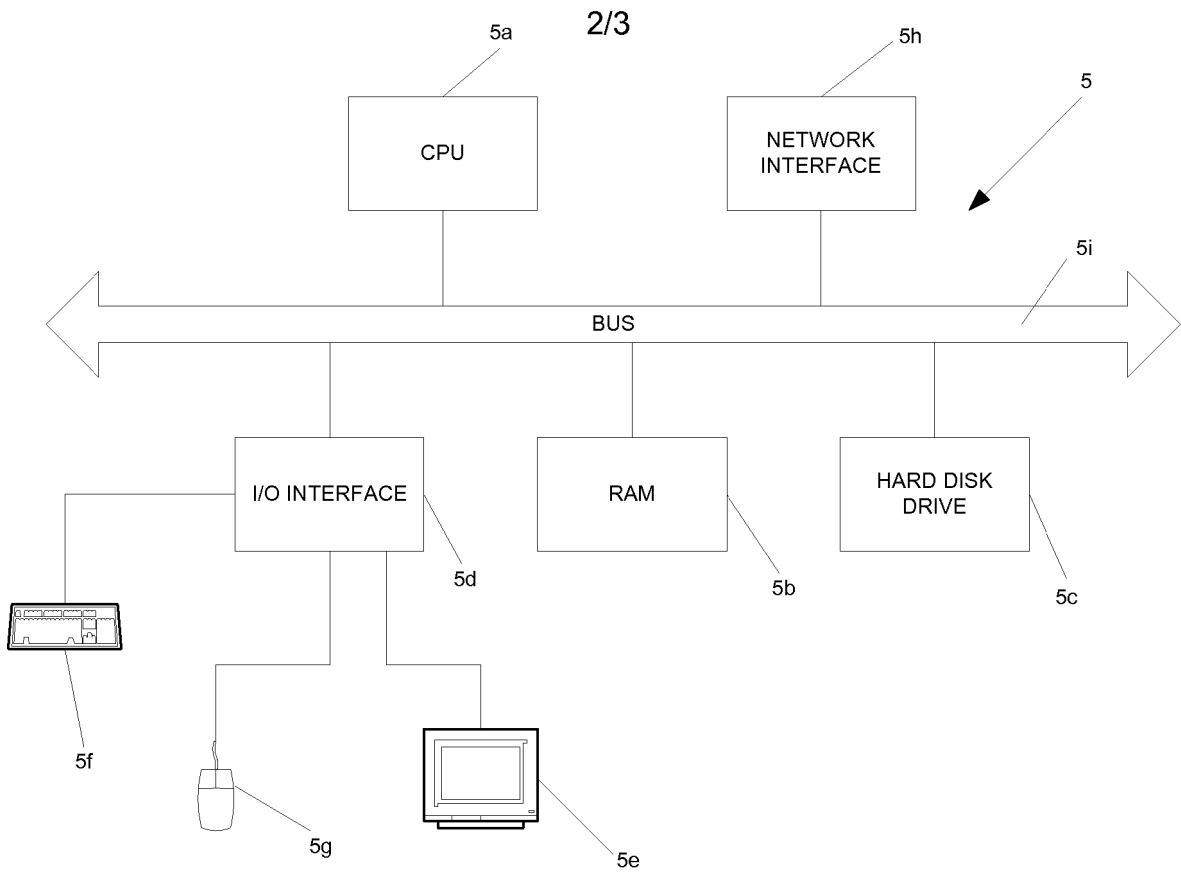 2/3
5a
5h
5
CPU
NETWORK
INTERFACE
5i
BUS
I/O INTERFACE
RAM
HARD DISK
DRIVE
5d
5b
5c
5f
5g
5e